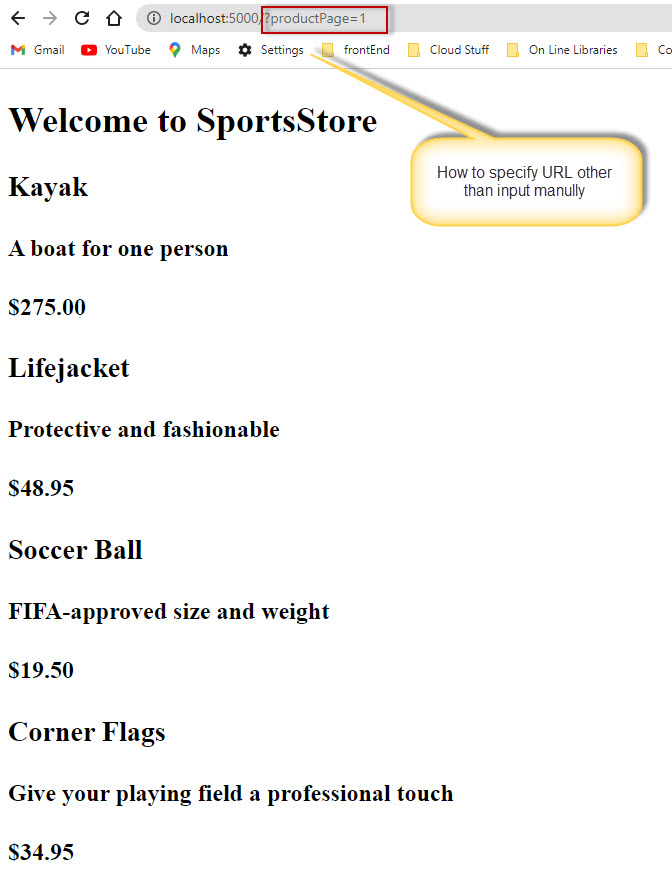 localhost:5000/?productPage=1
Gmail YouTube Maps Settings frontEnd Cloud Stuff On Line Libraries Co
Welcome to SportsStore
How to specify URL other
than input manully
Kayak
A boat for one person
$275.00
Lifejacket
Protective and fashionable
$48.95
Soccer Ball
FIFA-approved size and weight
$19.50
Corner Flags
Give your playing field a professional touch
$34.95